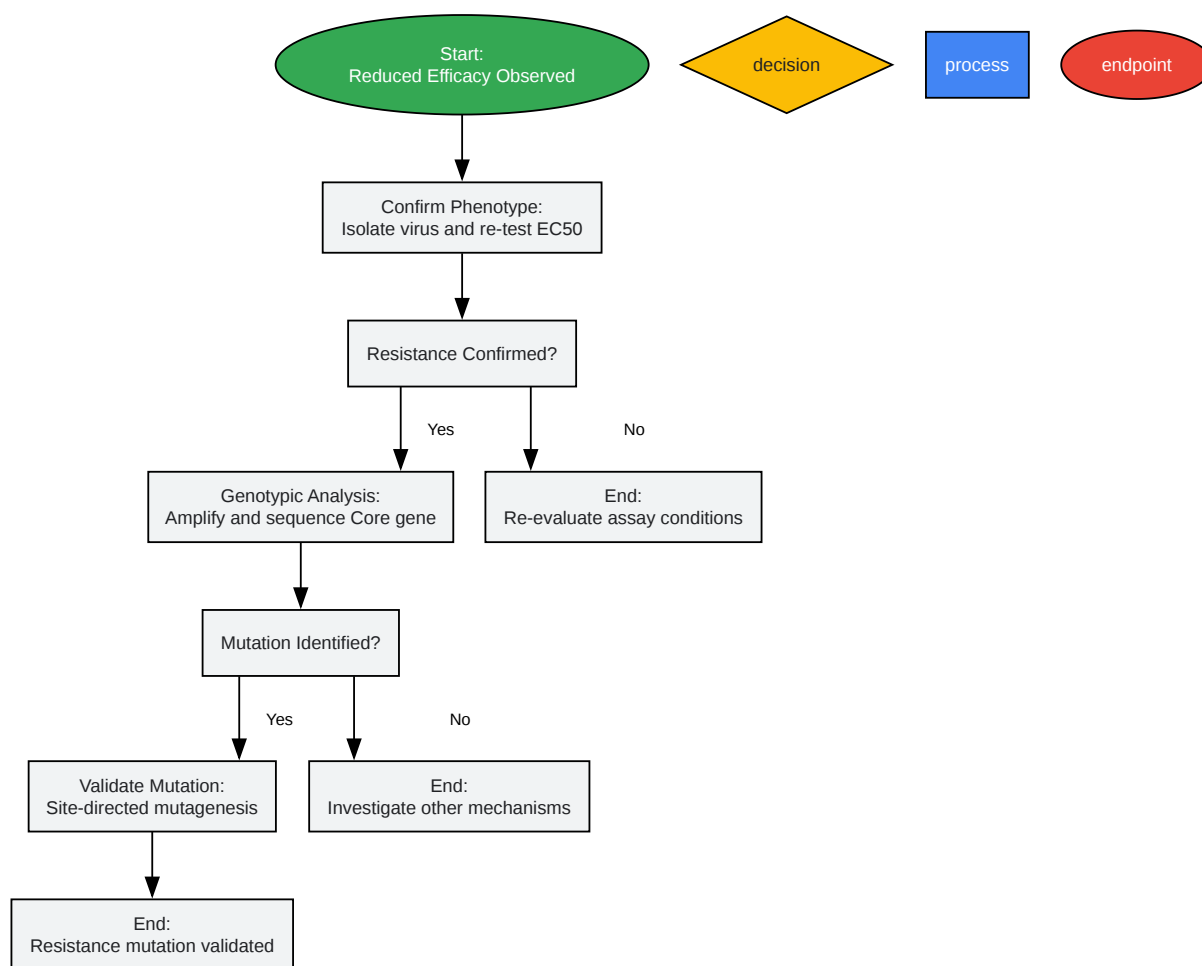 Start:
Reduced Efficacy Observed
decision
process
endpoint
Confirm Phenotype:
Isolate virus and re-test EC50
Resistance Confirmed?
Yes
No
Genotypic Analysis:
Amplify and sequence Core gene
End:
Re-evaluate assay conditions
Mutation Identified?
Yes
No
Validate Mutation:
Site-directed mutagenesis
End:
Investigate other mechanisms
End:
Resistance mutation validated